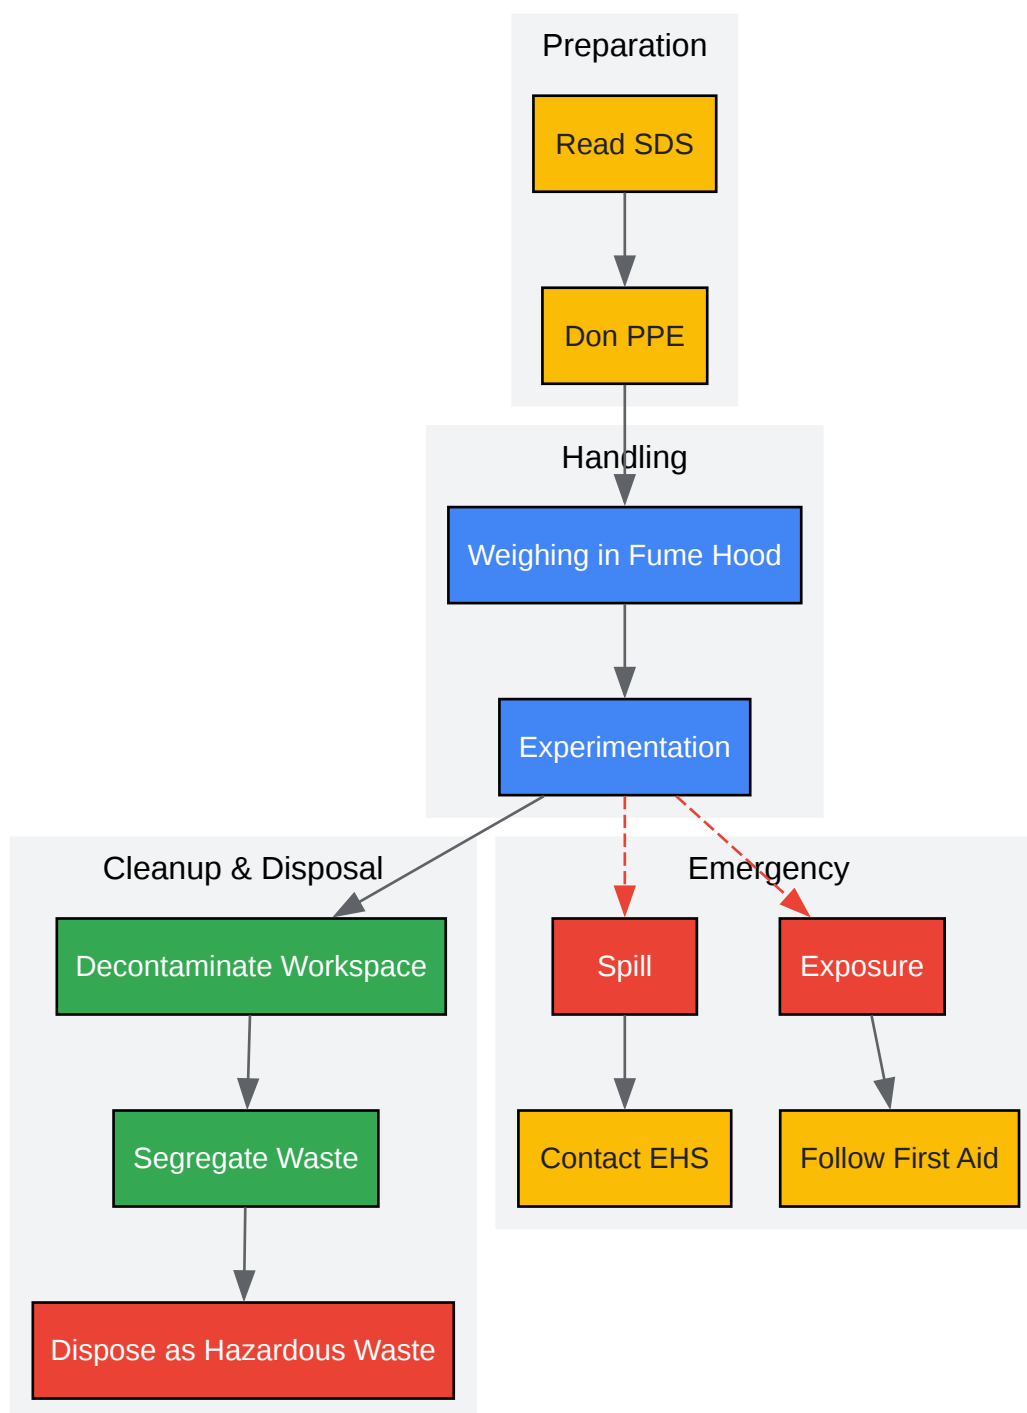 Preparation
Read SDS
Don PPE
Handling
Weighing in Fume Hood
Experimentation
Cleanup & Disposal
Decontaminate Workspace
Segregate Waste
Dispose as Hazardous Waste
Emergency
Spill
Exposure
Contact EHS
Follow First Aid